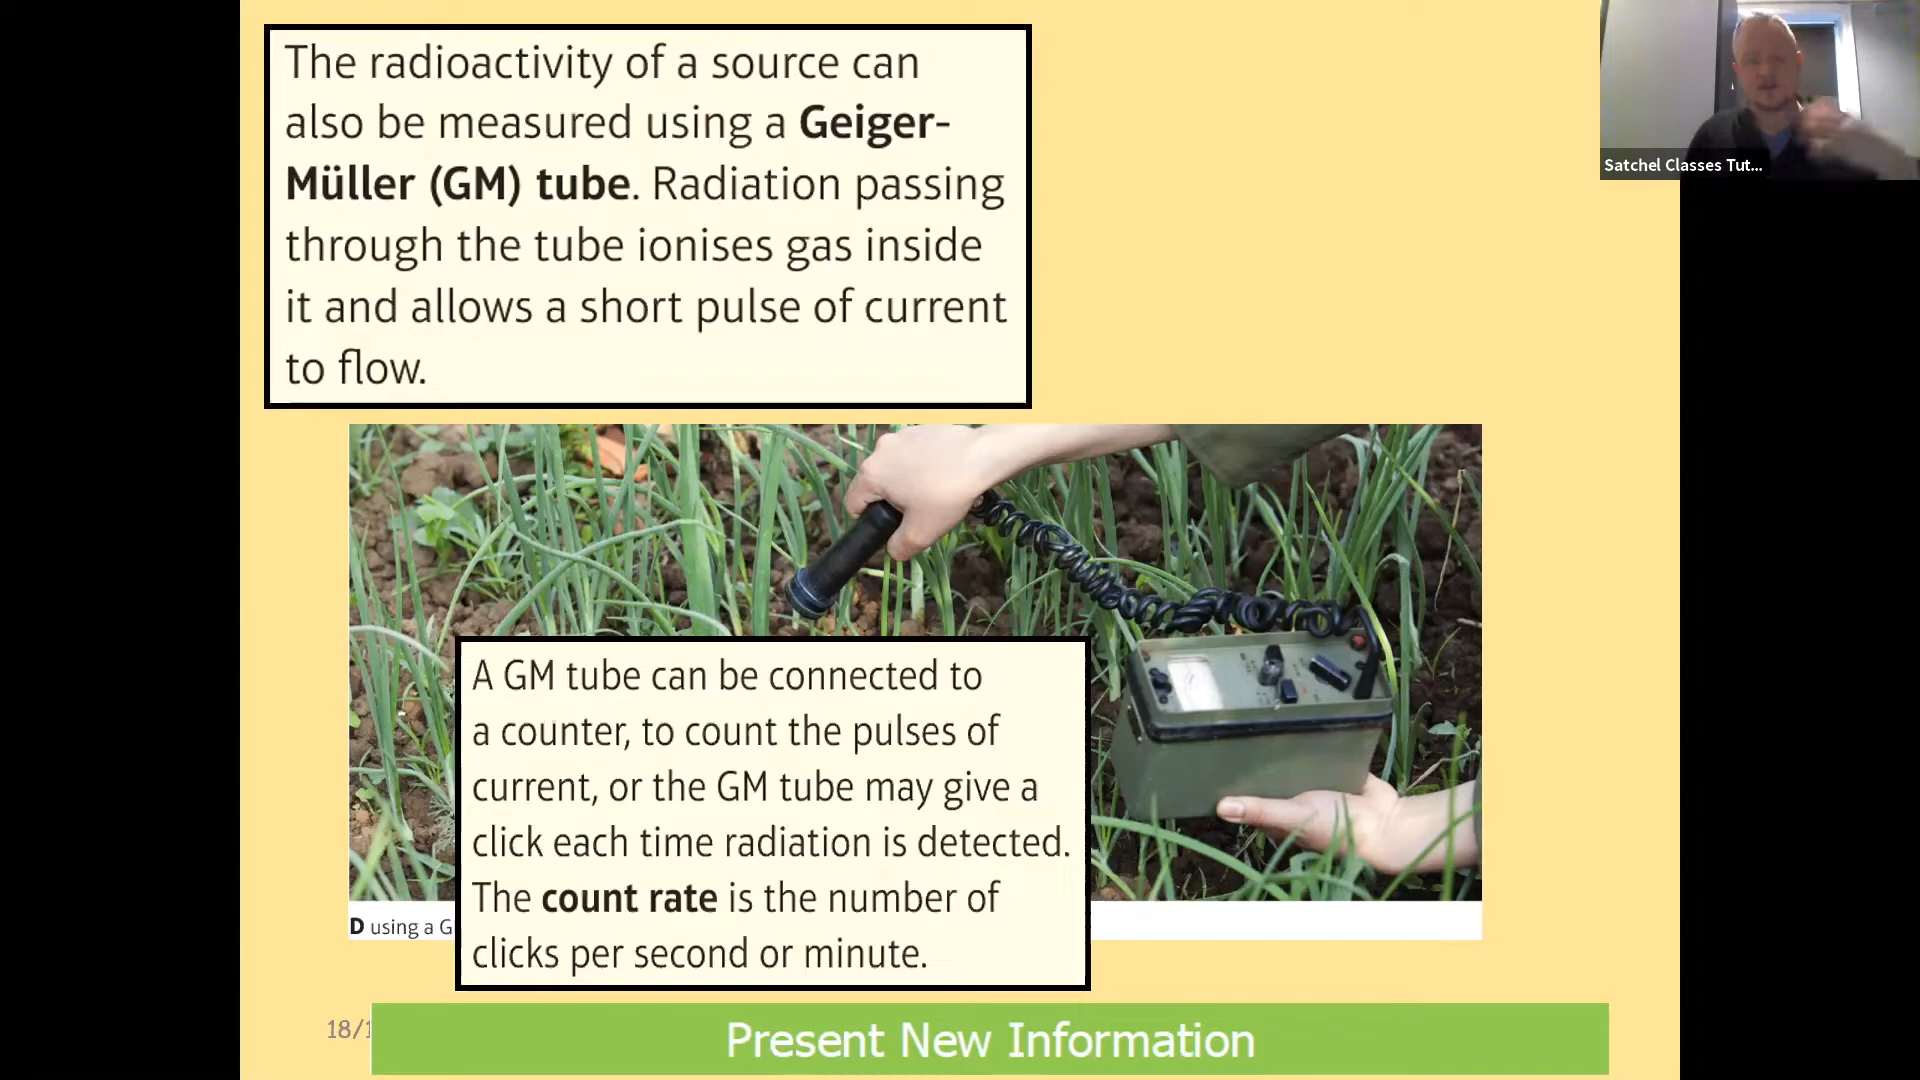 The radioactivity of a source can
also be measured using a Geiger-
Müller (GM) tube. Radiation passing
through the tube ionises gas inside
it and allows a short pulse of current
to flow.
Satchel Classes Tut...
A GM tube can be connected to
a counter, to count the pulses of
current, or the GM tube may give a
click each time radiation is detected.
The count rate is the number of
clicks per second or minute.
D using a G
18/1
Present New Information